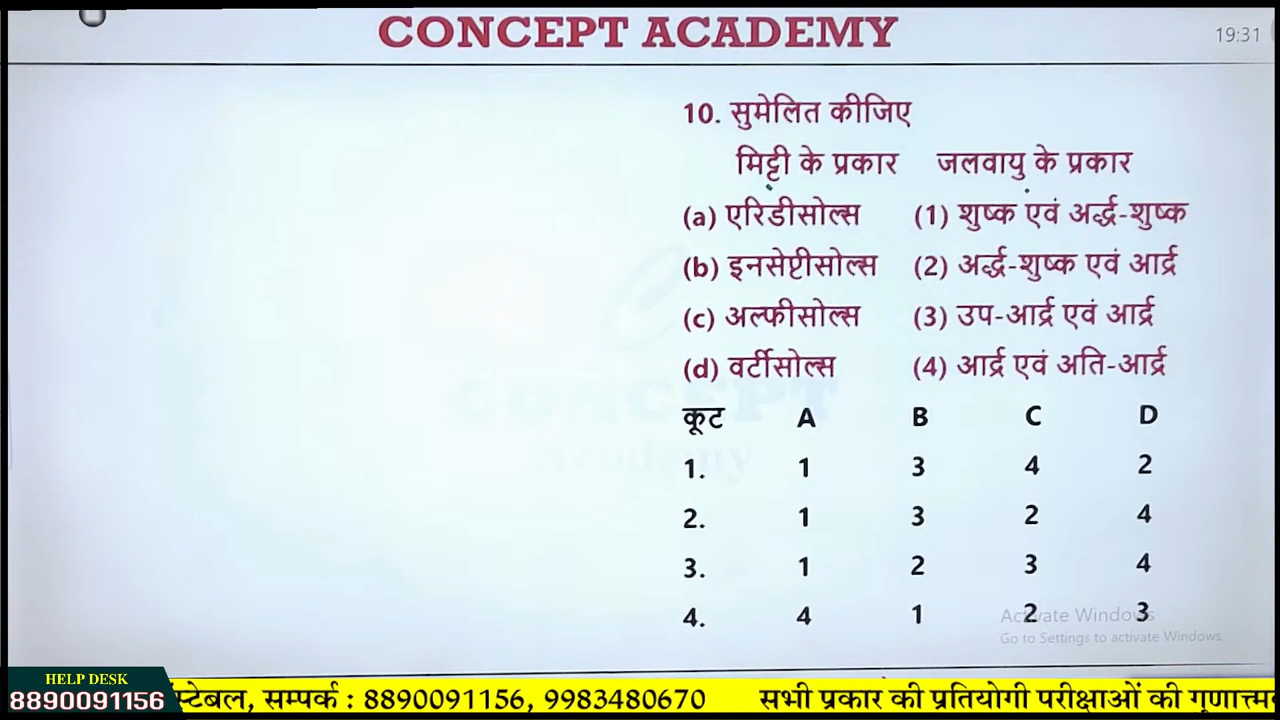 CONCEPT ACADEMY
19:31
10. सुमेलित कीजिए
मिट्टी के प्रकार जलवायु के प्रकार
(a) एरिडीसोल्स (1) शुष्क एवं अर्द्ध-शुष्क
(b) इनसेप्टीसोल्स (2) अर्द्ध-शुष्क एवं आर्द्र
(c) अल्फीसोल्स (3) उप-आर्द्र एवं आर्द्र
(d) वर्टीसोल्स (4) आर्द्र एवं अति-आर्द्र
कूट A B C D
1. 1 3 4 2
2. 1 3 2 4
3. 1 2 3 4
4. 4 1 2 3
CONCEPT
Academy
Activate Windows
Go to Settings to activate Windows
HELP DESK
8890091156
सम्पर्क : 8890091156, 9983480670 सभी प्रकार की प्रतियोगी परीक्षाओं की